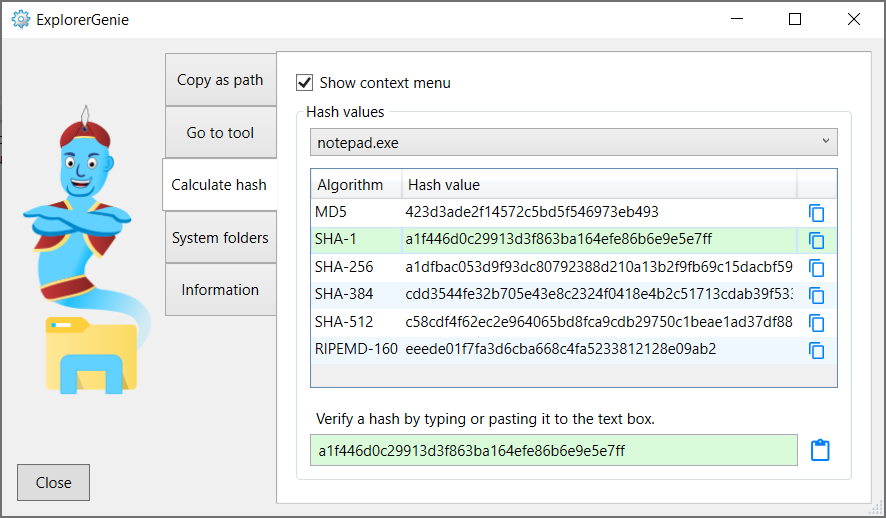 ExplorerGenie
Copy as path
Go to tool
Calculate hash
System folders
Information
Close
Show context menu
Hash values
notepad.exe
Algorithm Hash value
MD5 423d3ade2f14572c5bd5f546973eb493
SHA-1 a1f446d0c29913d3f863ba164efe86b6e9e5e7ff
SHA-256 a1dfbac053d9f93dc80792388d210a13b2f9fb69c15dacbf59
SHA-384 cdd3544fe32b705e43e8c2324f0418e4b2c51713cdab39f533
SHA-512 c58cdf4f62ec2e964065bd8fca9cdb29750c1beae1ad37df88
RIPEMD-160 eeede01f7fa3d6cba668c4fa5233812128e09ab2
Verify a hash by typing or pasting it to the text box.
a1f446d0c29913d3f863ba164efe86b6e9e5e7ff